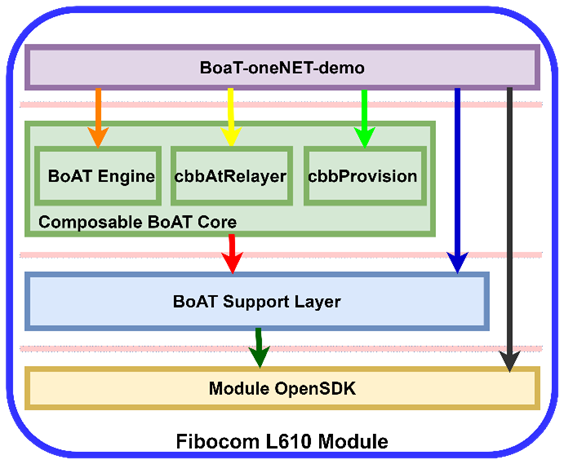 BoaT-oneNET-demo
BoAT Engine
cbbAtRelayer
cbbProvision
Composable BoAT Core
BoAT Support Layer
Module OpenSDK
Fibocom L610 Module